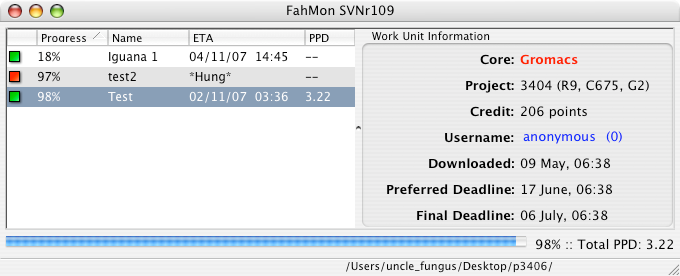 FahMon SVNr109
Progress Name ETA PPD
18% Iguana 1 04/11/07 14:45 --
97% test2 *Hung* --
98% Test 02/11/07 03:36 3.22
Work Unit Information
Core: Gromacs
Project: 3404 (R9, C675, G2)
Credit: 206 points
Username: anonymous (0)
Downloaded: 09 May, 06:38
Preferred Deadline: 17 June, 06:38
Final Deadline: 06 July, 06:38
98% :: Total PPD: 3.22
/Users/uncle_fungus/Desktop/p3406/